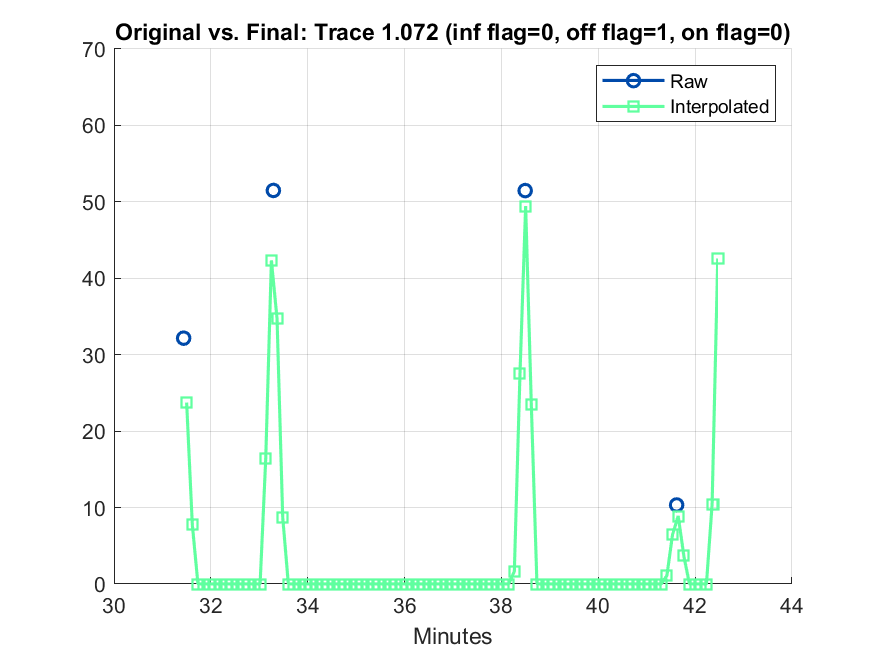 Original vs. Final: Trace 1.072 (inf flag=0, off flag=1, on flag=0)
70
60
50
40
30
20
10
0
Raw
Interpolated
30 32 34 36 38 40 42 44
Minutes